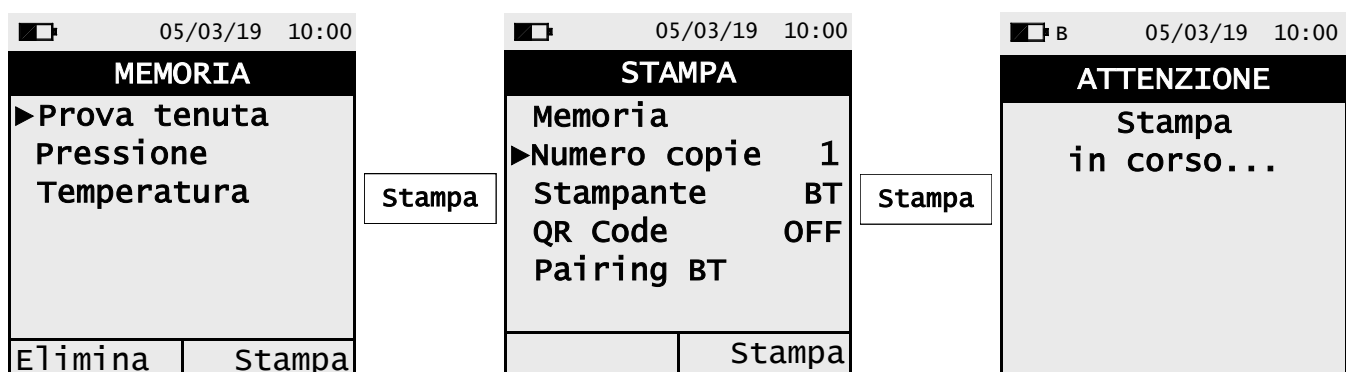 05/03/19 10:00
MEMORIA
►Prova tenuta
Pressione
Temperatura
Elimina Stampa
Stampa
05/03/19 10:00
STAMPA
Memoria
►Numero copie 1
Stampante BT
QR Code OFF
Pairing BT
Stampa
Stampa
B 05/03/19 10:00
ATTENZIONE
Stampa
in corso...